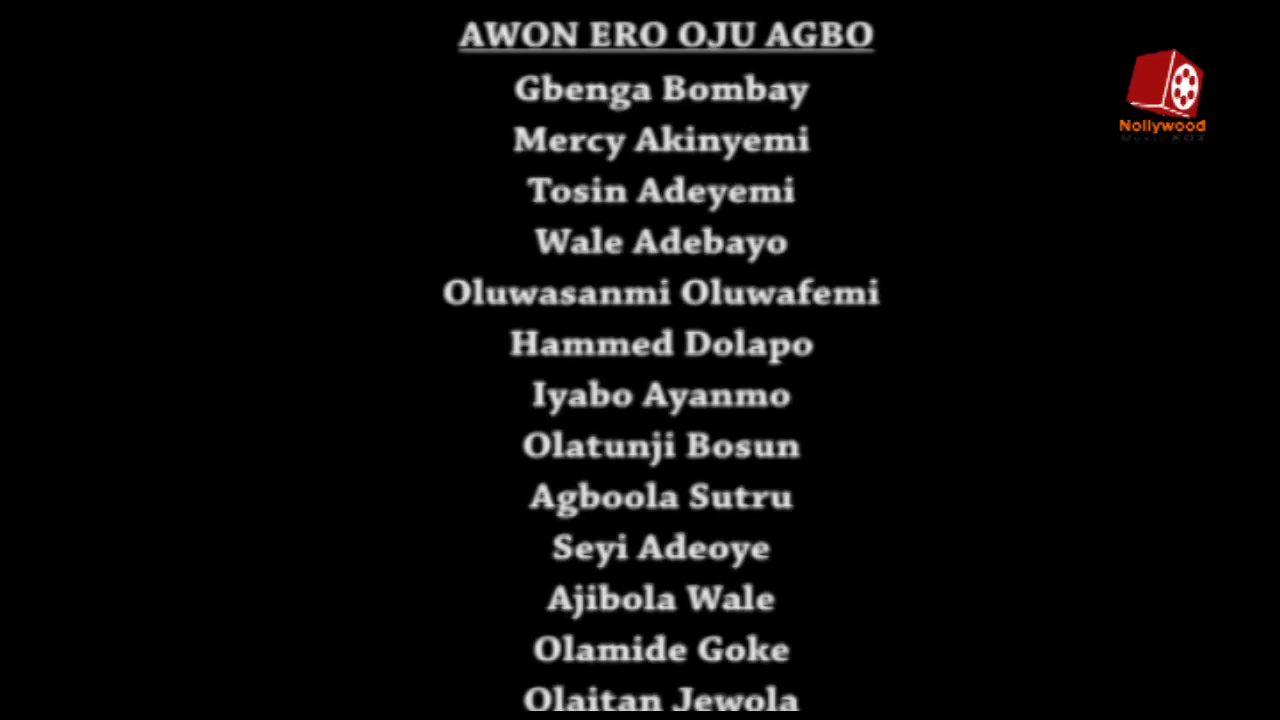 AWON ERO OJU AGBO
Gbenga Bombay
Mercy Akinyemi
Tosin Adeyemi
Wale Adebayo
Oluwasanmi Oluwafemi
Hammed Dolapo
Iyabo Ayanmo
Olatunji Bosun
Agboola Sutru
Seyi Adeoye
Ajibola Wale
Olamide Goke
Olaitan Jewola
Nollywood